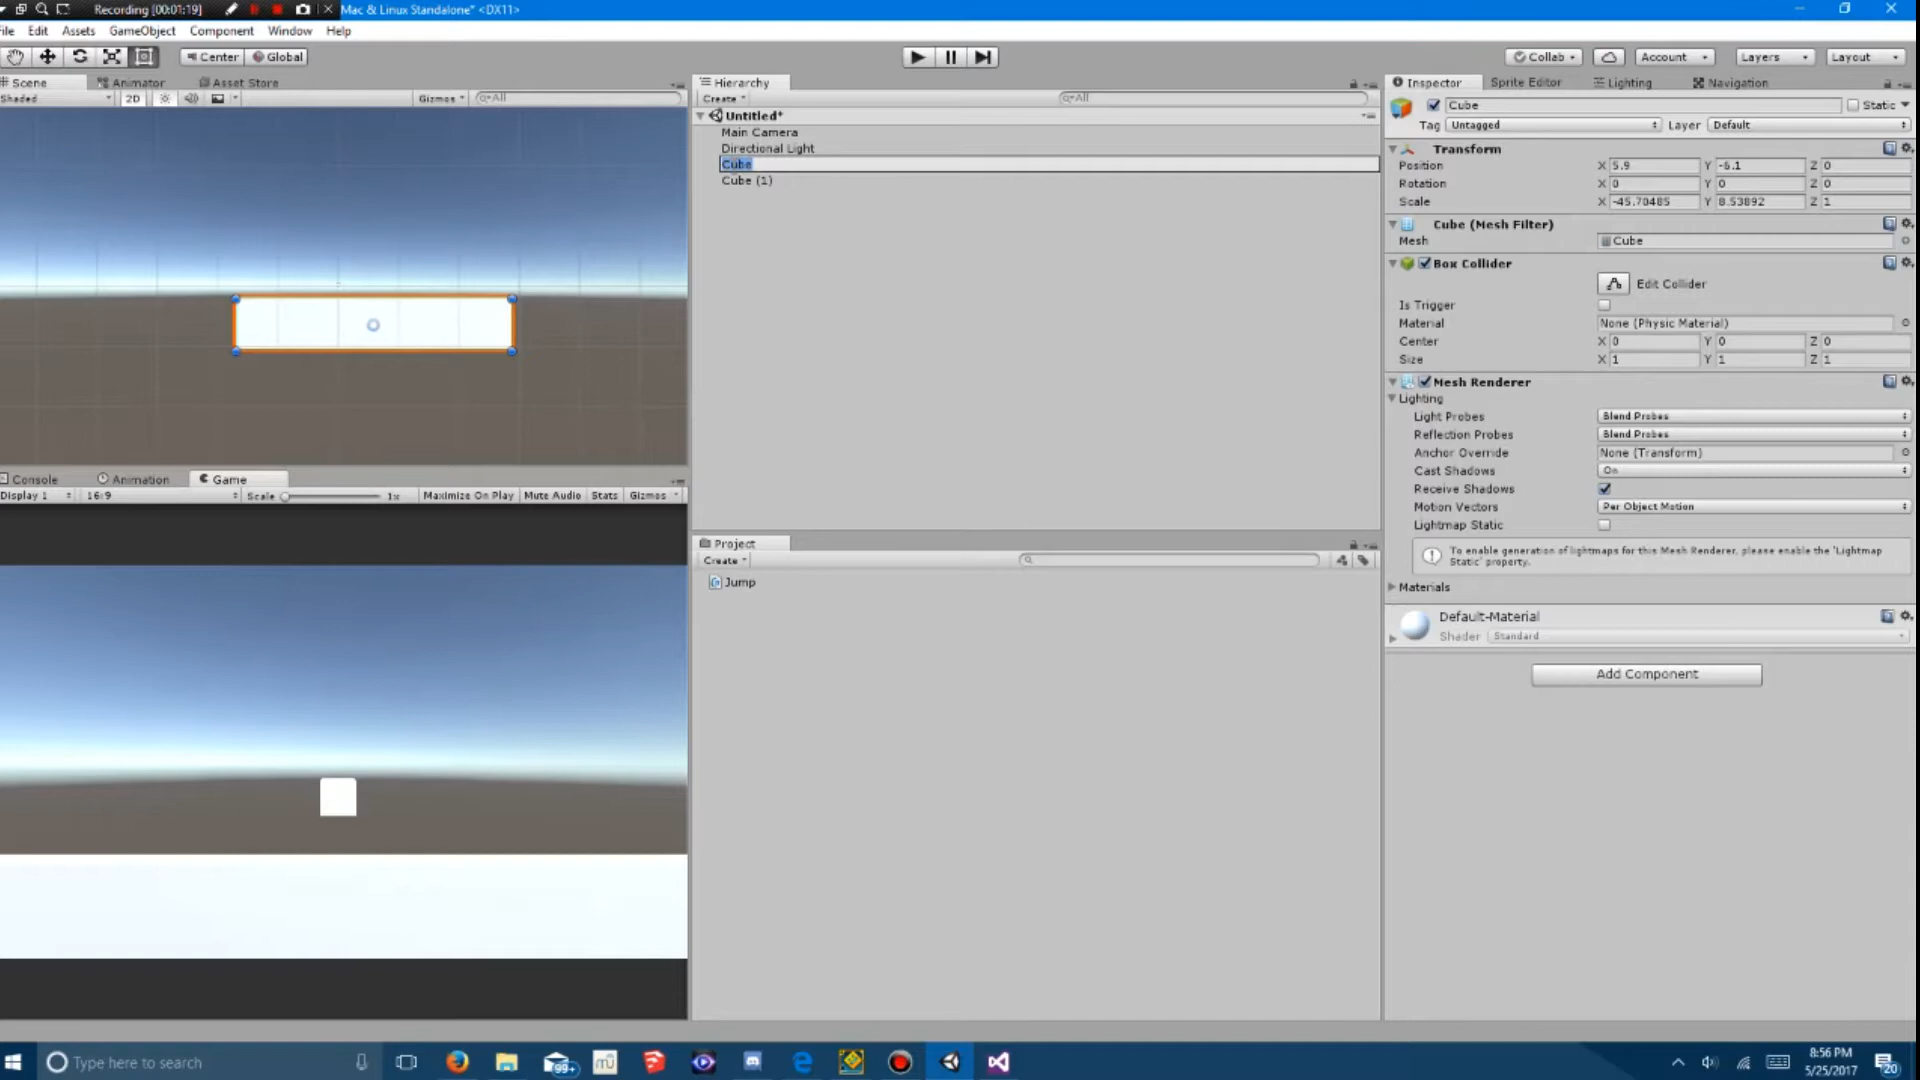 Recording [00:01:19]
Mac & Linux Standalone* <DX11>
ile Edit Assets GameObject Component Window Help
Center Global
Collab Account Layers Layout
Scene Animator Asset Store
Shaded 2D Gizmos All
Hierarchy
Create All
Untitled*
Main Camera
Directional Light
Cube
Cube (1)
Console Animation Game
Display 1 16:9 Scale 1x Maximize On Play Mute Audio Stats Gizmos
Project
Create
Jump
Inspector Sprite Editor Lighting Navigation
Cube Static
Tag Untagged Layer Default
Transform
Position X 5.9 Y -6.1 Z 0
Rotation X 0 Y 0 Z 0
Scale X -45.70485 Y 8.53892 Z 1
Cube (Mesh Filter)
Mesh Cube
Box Collider
Edit Collider
Is Trigger
Material None (Physic Material)
Center X 0 Y 0 Z 0
Size X 1 Y 1 Z 1
Mesh Renderer
Lighting
Light Probes Blend Probes
Reflection Probes Blend Probes
Anchor Override None (Transform)
Cast Shadows On
Receive Shadows
Motion Vectors Per Object Motion
Lightmap Static
To enable generation of lightmaps for this Mesh Renderer, please enable the 'Lightmap
Static' property.
Materials
Default-Material
Shader Standard
Add Component
Type here to search
99+
mū
8:56 PM
5/25/2017
20